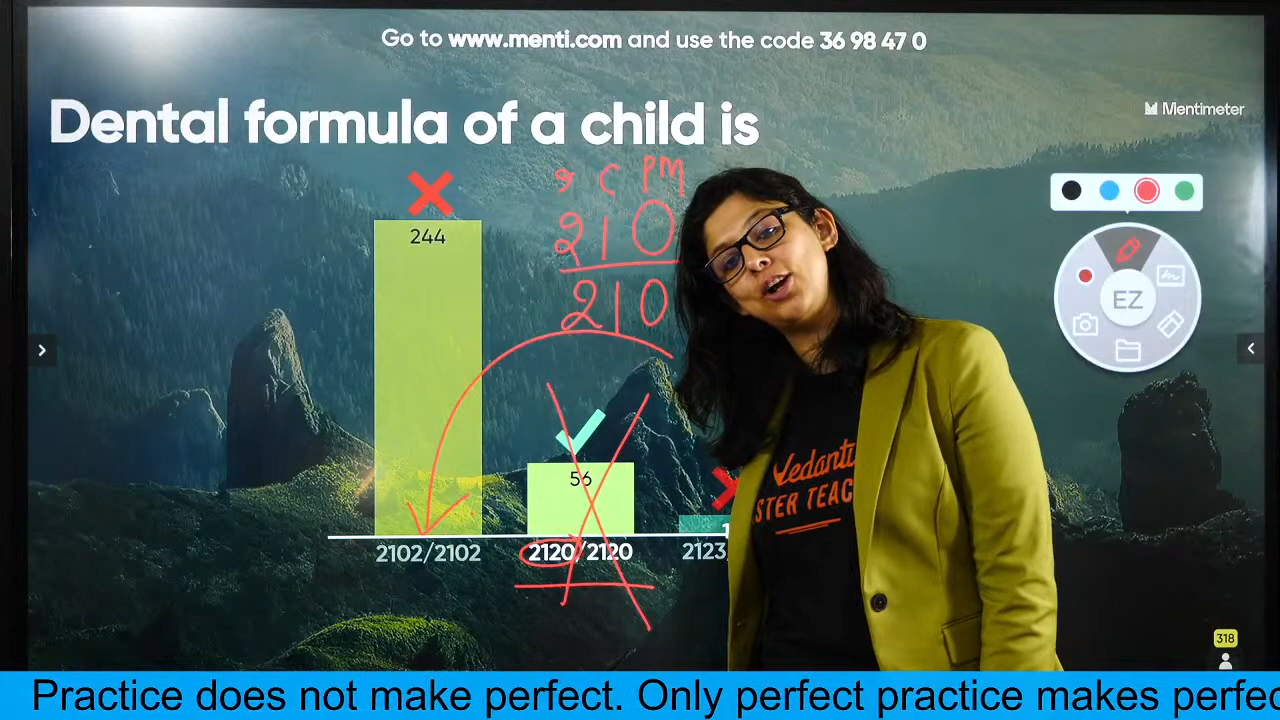 Go to www.menti.com and use the code 36 98 47 0
Dental formula of a child is
Mentimeter
C PM
244
210
210
EZ
56
Vedantu
STER TEAC
2102/2102
2120/2120
2123
318
Practice does not make perfect. Only perfect practice makes perfec